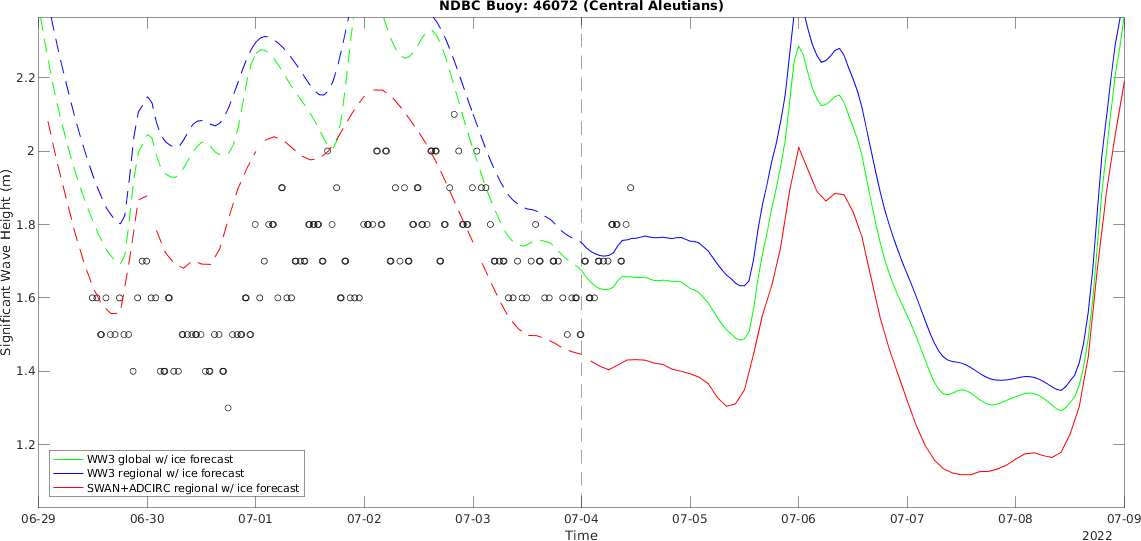 NDBC Buoy: 46072 (Central Aleutians)
Significant Wave Height (m)
2.2
2
1.8
1.6
1.4
1.2
WW3 global w/ ice forecast
WW3 regional w/ ice forecast
SWAN+ADCIRC regional w/ ice forecast
06-29 06-30 07-01 07-02 07-03 07-04 07-05 07-06 07-07 07-08 07-09
Time
2022